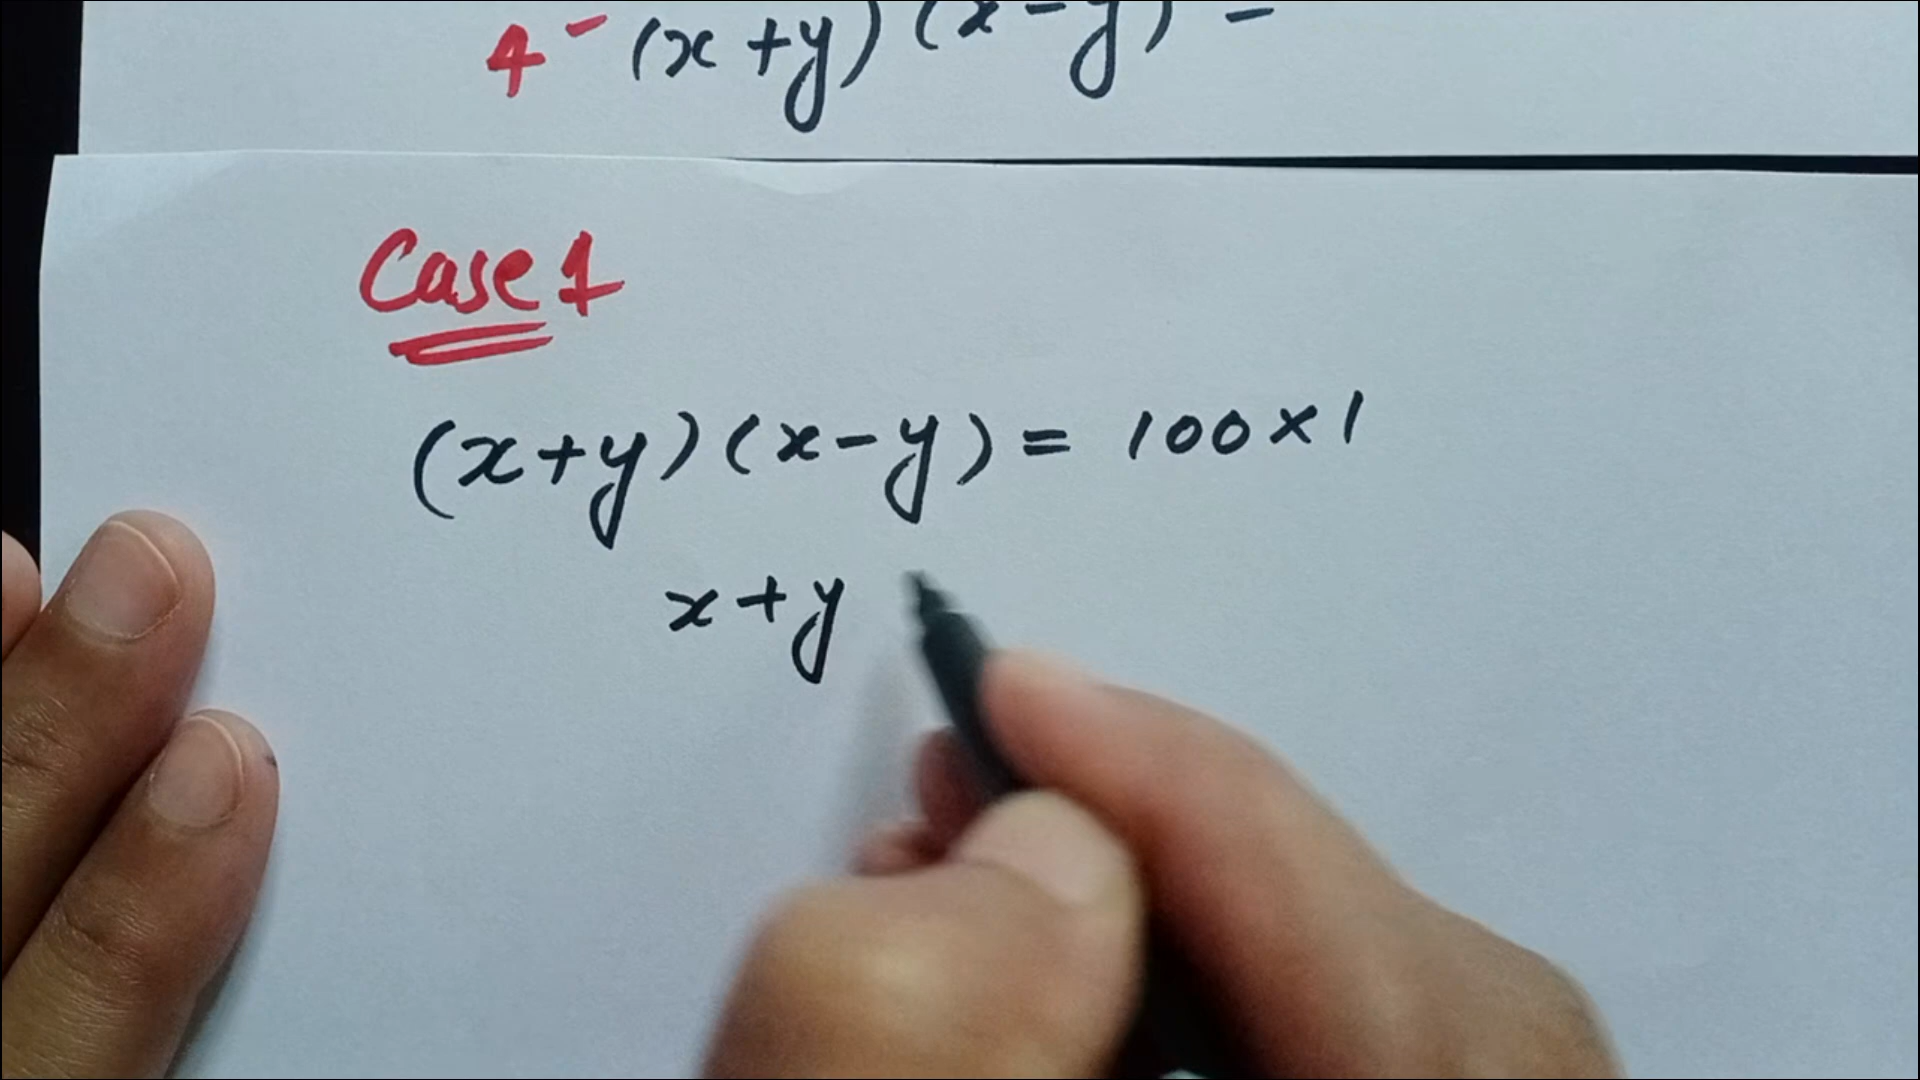 4- (x+y)(x-y) =
Case 1
(x+y)(x-y) = 100×1
x+y